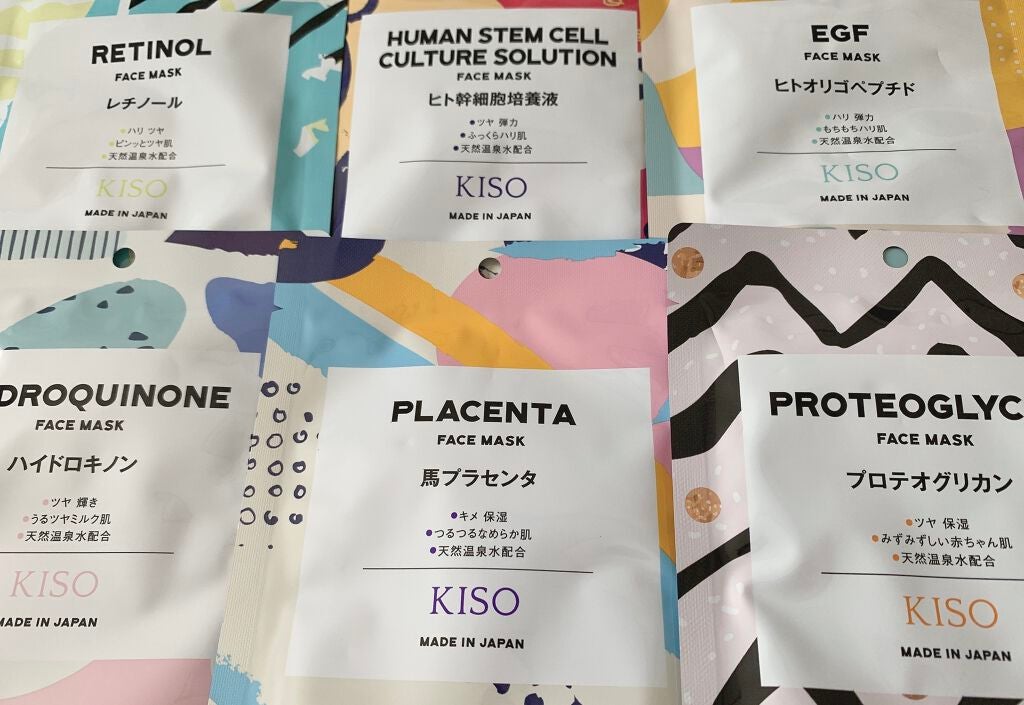 RETINOL
FACE MASK
レチノール
●ハリ ツヤ
●ピンッとツヤ肌
●天然温泉水配合
KISO
MADE IN JAPAN
HUMAN STEM CELL
CULTURE SOLUTION
FACE MASK
ヒト幹細胞培養液
●ツヤ 弾力
●ふっくらハリ肌
●天然温泉水配合
KISO
MADE IN JAPAN
EGF
FACE MASK
ヒトオリゴペプチド
●ハリ 弾力
●もちもちハリ肌
●天然温泉水配合
KISO
MADE IN JAPAN
DROQUINONE
FACE MASK
ハイドロキノン
●ツヤ 輝き
●うるツヤミルク肌
●天然温泉水配合
KISO
MADE IN JAPAN
PLACENTA
FACE MASK
馬プラセンタ
●キメ 保湿
●つるつるなめらか肌
●天然温泉水配合
KISO
MADE IN JAPAN
PROTEOGLYC
FACE MASK
プロテオグリカン
●ツヤ 保湿
●みずみずしい赤ちゃん肌
●天然温泉水配合
KISO
MADE IN JAPAN